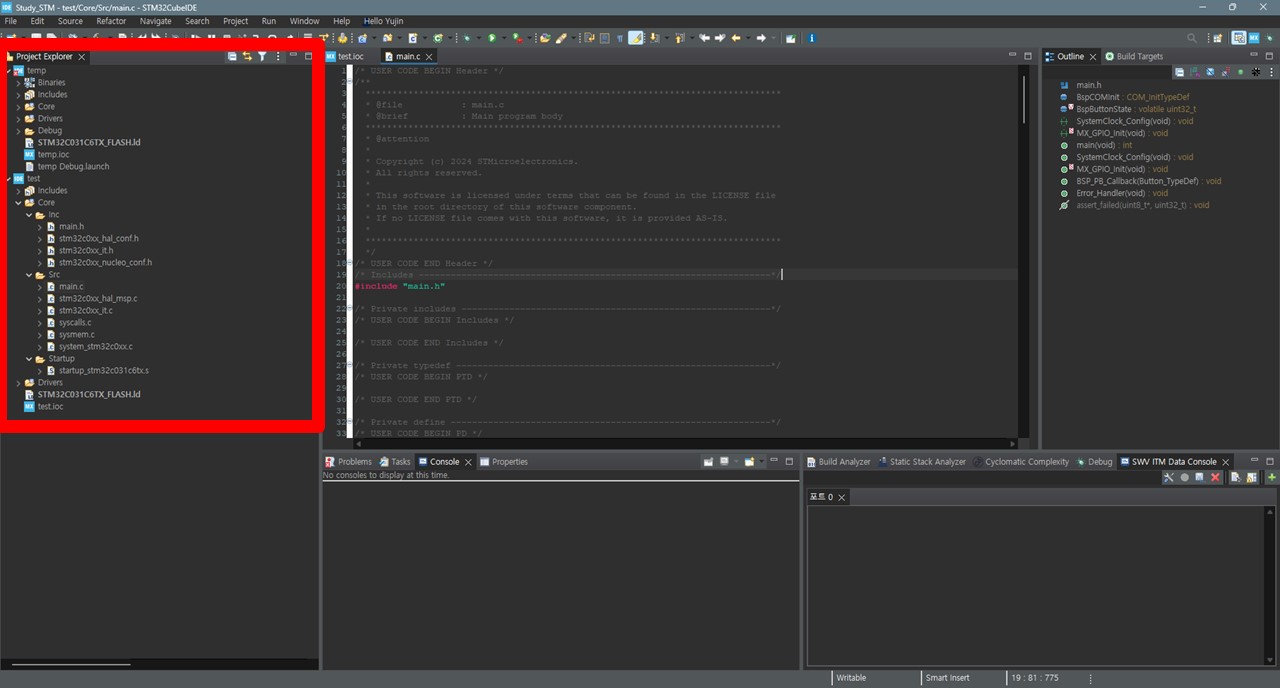 Study_STM - test/Core/Src/main.c - STM32CubeIDE
File Edit Source Refactor Navigate Search Project Run Window Help Hello Yujin
Project Explorer
temp
Binaries
Includes
Core
Drivers
Debug
STM32C031C6TX_FLASH.ld
temp.ioc
temp Debug.launch
test
Includes
Core
Inc
main.h
stm32c0xx_hal_conf.h
stm32c0xx_it.h
stm32c0xx_nucleo_conf.h
Src
main.c
stm32c0xx_hal_msp.c
stm32c0xx_it.c
syscalls.c
sysmem.c
system_stm32c0xx.c
Startup
startup_stm32c031c6tx.s
Drivers
STM32C031C6TX_FLASH.ld
test.ioc
test.ioc main.c
1 /* USER CODE BEGIN Header */
2 /**
3 ******************************************************************************
4 * @file : main.c
5 * @brief : Main program body
6 ******************************************************************************
7 * @attention
8 *
9 * Copyright (c) 2024 STMicroelectronics.
10 * All rights reserved.
11 *
12 * This software is licensed under terms that can be found in the LICENSE file
13 * in the root directory of this software component.
14 * If no LICENSE file comes with this software, it is provided AS-IS.
15 *
16 ******************************************************************************
17 */
18 /* USER CODE END Header */
19 /* Includes ------------------------------------------------------------------*/
20 #include "main.h"
21
22 /* Private includes ----------------------------------------------------------*/
23 /* USER CODE BEGIN Includes */
24
25 /* USER CODE END Includes */
26
27 /* Private typedef -----------------------------------------------------------*/
28 /* USER CODE BEGIN PTD */
29
30 /* USER CODE END PTD */
31
32 /* Private define ------------------------------------------------------------*/
33 /* USER CODE BEGIN PD */
Outline Build Targets
main.h
BspCOMInit : COM_InitTypeDef
BspButtonState : volatile uint32_t
SystemClock_Config(void) : void
MX_GPIO_Init(void) : void
main(void) : int
SystemClock_Config(void) : void
MX_GPIO_Init(void) : void
BSP_PB_Callback(Button_TypeDef) : void
Error_Handler(void) : void
assert_failed(uint8_t*, uint32_t) : void
Problems Tasks Console Properties
No consoles to display at this time.
Build Analyzer Static Stack Analyzer Cyclomatic Complexity Debug SWV ITM Data Console
포트 0
Writable Smart Insert 19 : 81 : 775